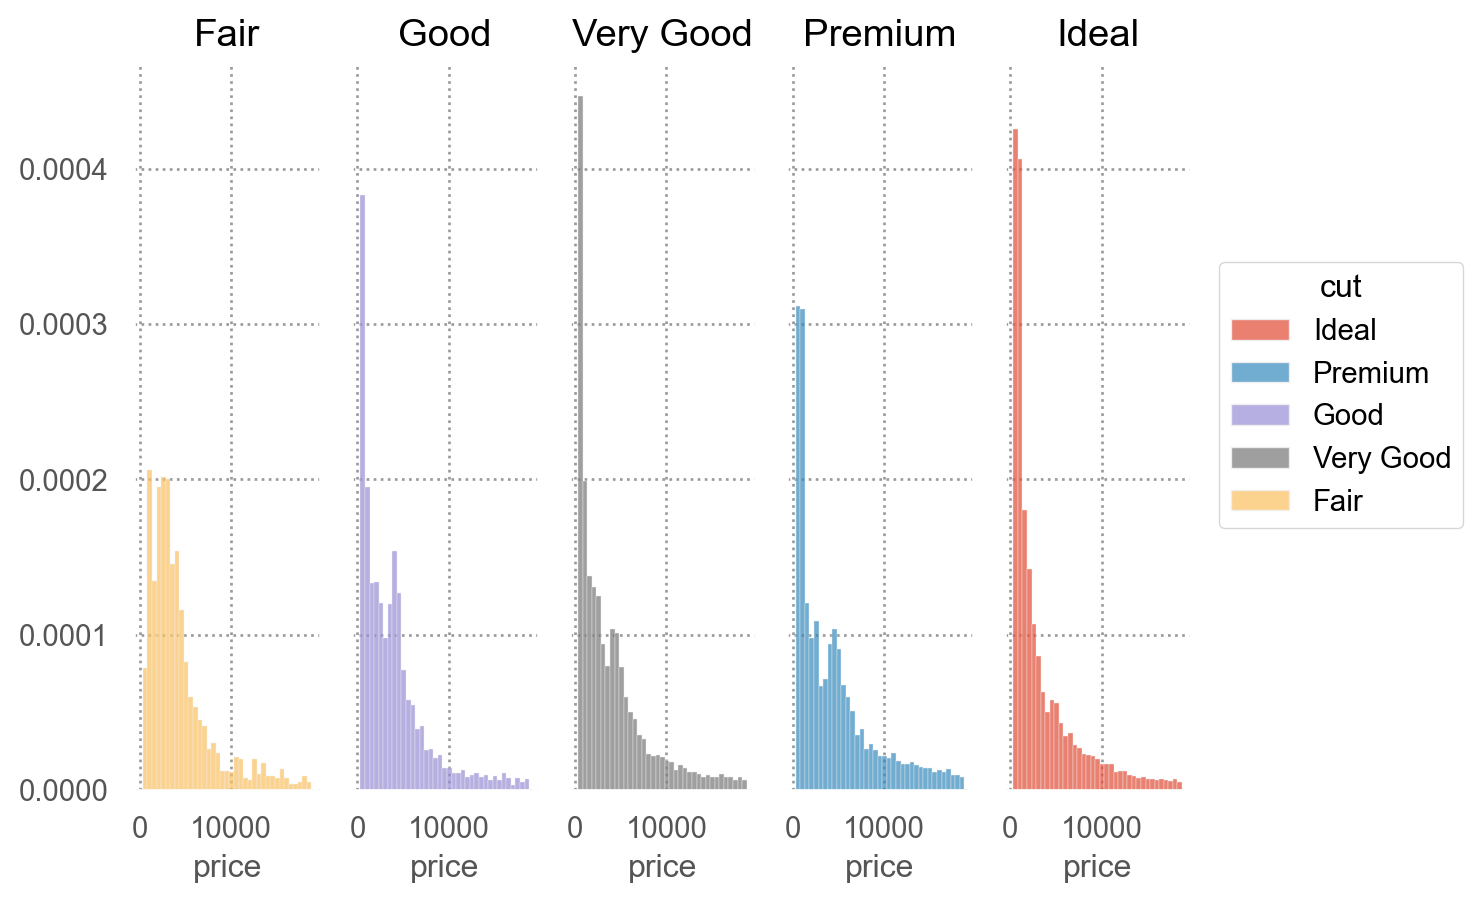 Fair Good Very Good Premium Ideal
0.0004
0.0003
0.0002
0.0001
0.0000
0 10000 0 10000 0 10000 0 10000 0 10000
price price price price price
cut
Ideal
Premium
Good
Very Good
Fair